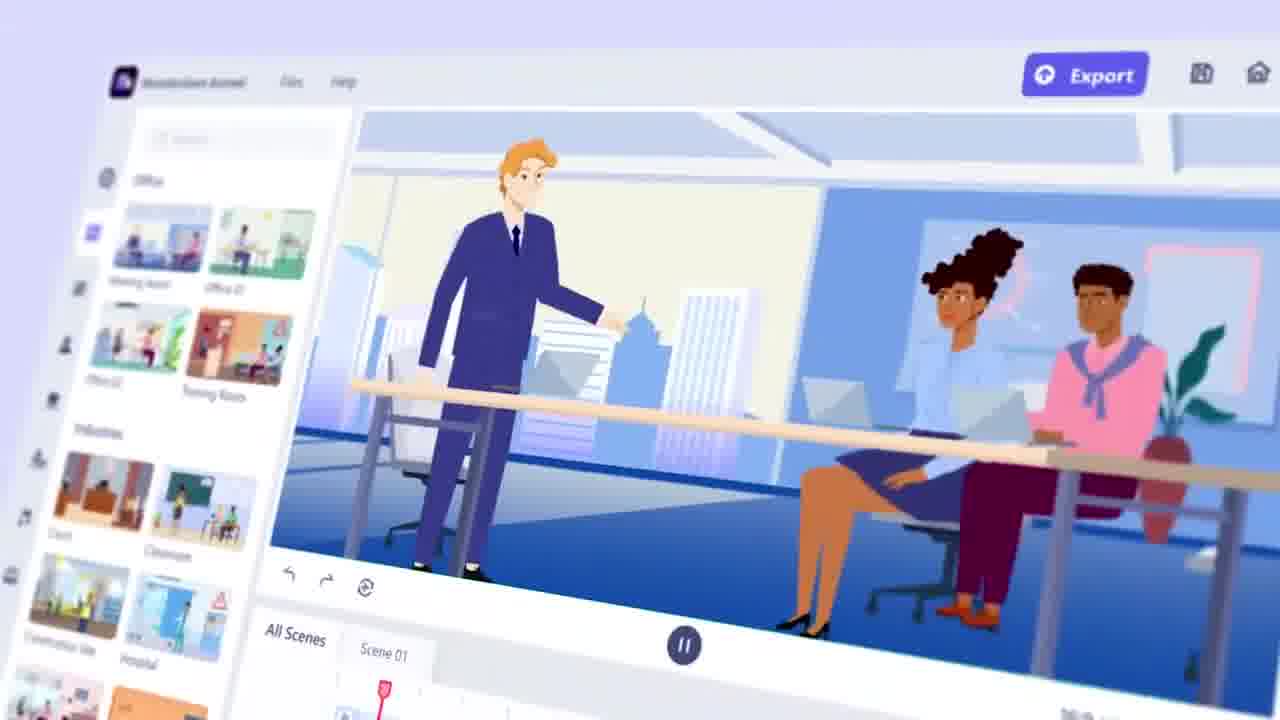 Files
Help
Export
Office
Meeting Room
Office 01
Office 02
Training Room
Industries
Court
Classroom
Construction Site
Hospital
All Scenes
Scene 01